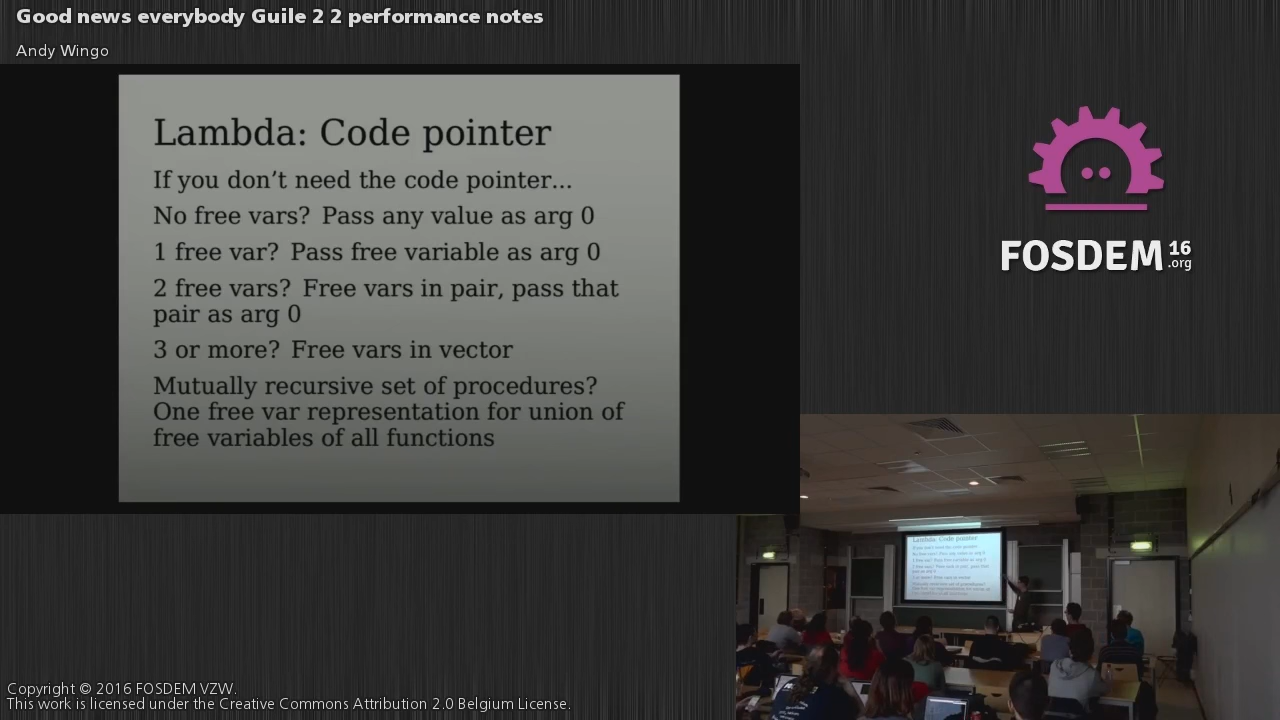 Good news everybody Guile 2 2 performance notes
Andy Wingo
Lambda: Code pointer
If you don’t need the code pointer...
No free vars? Pass any value as arg 0
1 free var? Pass free variable as arg 0
2 free vars? Free vars in pair, pass that
pair as arg 0
3 or more? Free vars in vector
Mutually recursive set of procedures?
One free var representation for union of
free variables of all functions
FOSDEM 16
.org
Lambda: Code pointer
Copyright © 2016 FOSDEM VZW.
This work is licensed under the Creative Commons Attribution 2.0 Belgium License.